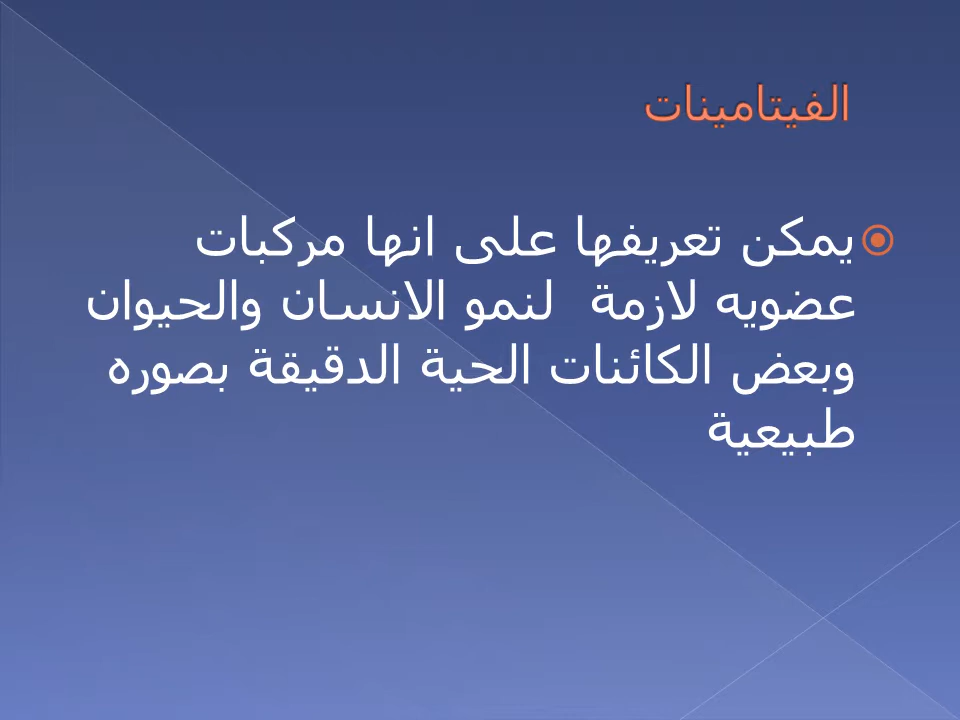 الفيتامينات
يمكن تعريفها على انها مركبات
عضويه لازمة لنمو الانسان والحيوان
وبعض الكائنات الحية الدقيقة بصوره
طبيعية